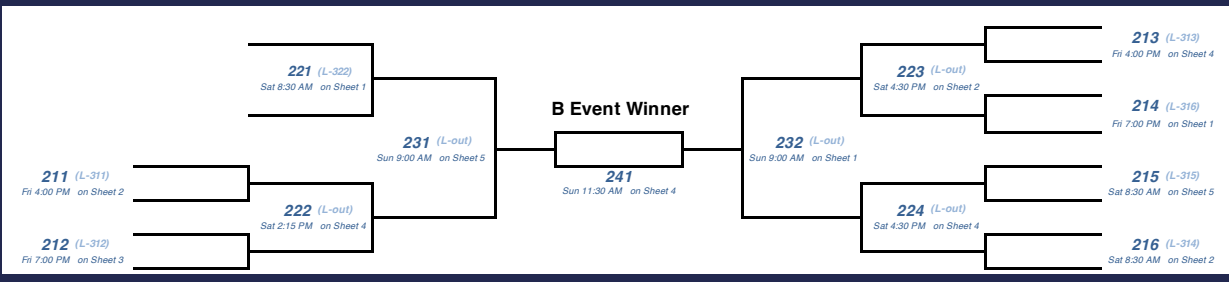 213 (L-313)
Fri 4:00 PM on Sheet 4
221 (L-322)
Sat 8:30 AM on Sheet 1
223 (L-out)
Sat 4:30 PM on Sheet 2
214 (L-316)
Fri 7:00 PM on Sheet 1
B Event Winner
231 (L-out)
Sun 9:00 AM on Sheet 5
232 (L-out)
Sun 9:00 AM on Sheet 1
241
Sun 11:30 AM on Sheet 4
211 (L-311)
Fri 4:00 PM on Sheet 2
215 (L-315)
Sat 8:30 AM on Sheet 5
222 (L-out)
Sat 2:15 PM on Sheet 4
224 (L-out)
Sat 4:30 PM on Sheet 4
212 (L-312)
Fri 7:00 PM on Sheet 3
216 (L-314)
Sat 8:30 AM on Sheet 2